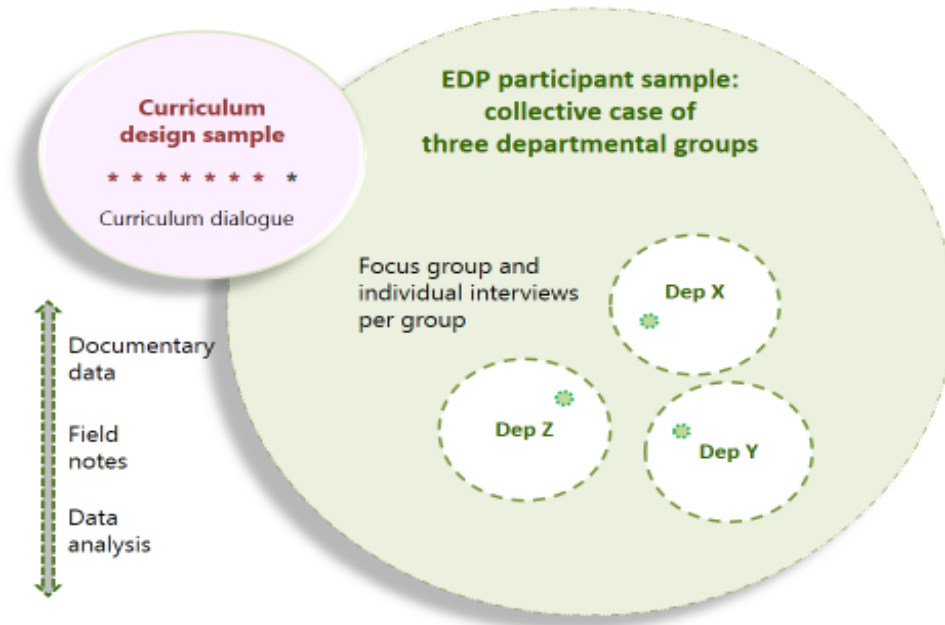 Curriculum
design sample
* * * * * * * *
Curriculum dialogue
EDP participant sample:
collective case of
three departmental groups
Focus group and
individual interviews
per group
Dep X
Dep Z
Dep Y
Documentary
data
Field
notes
Data
analysis